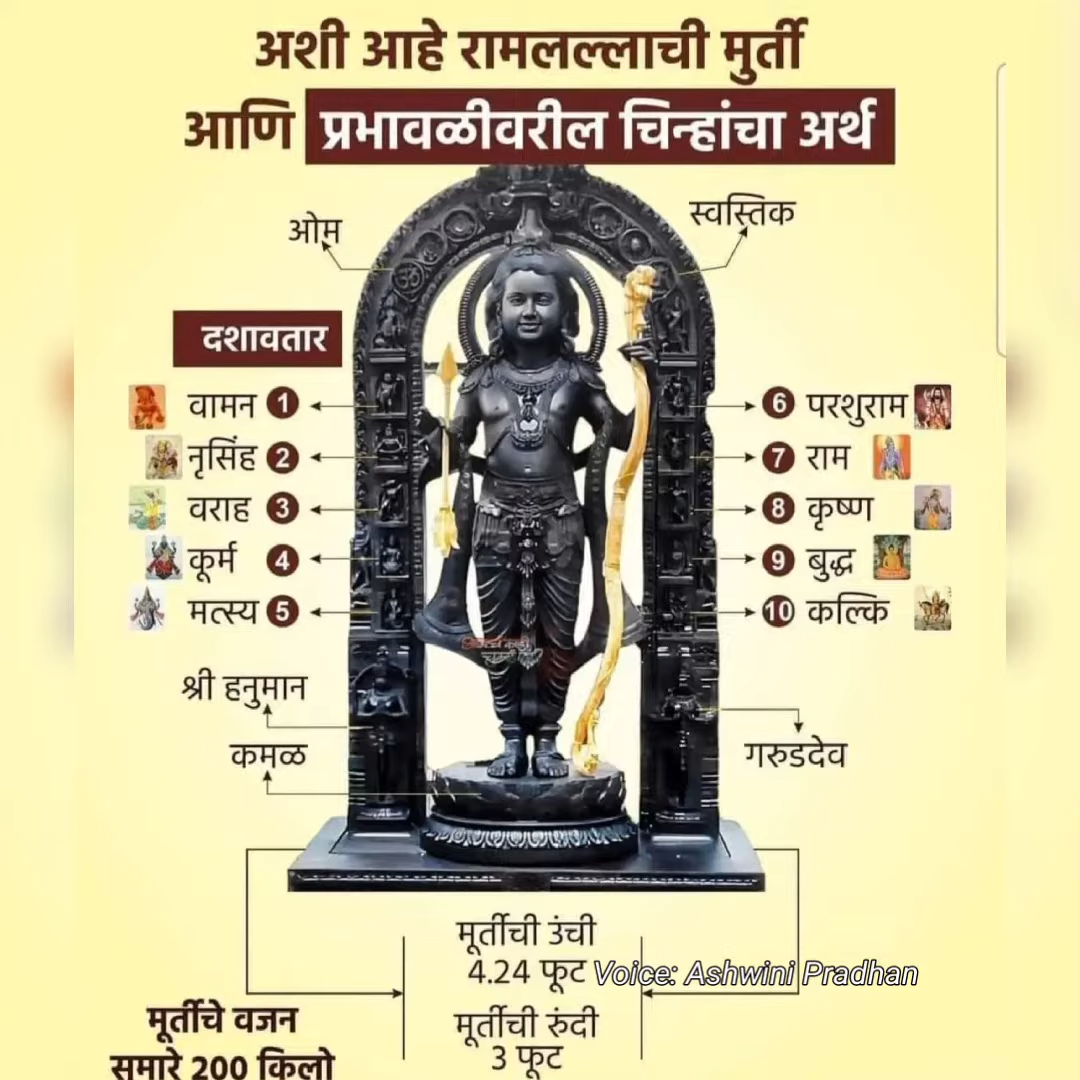 अशी आहे रामलल्लाची मुर्ती
आणि प्रभावळीवरील चिन्हांचा अर्थ
ओम
स्वस्तिक
दशावतार
वामन 1
नृसिंह 2
वराह 3
कूर्म 4
मत्स्य 5
6 परशुराम
7 राम
8 कृष्ण
9 बुद्ध
10 कल्कि
श्री हनुमान
कमळ
गरुडदेव
मूर्तीची उंची
4.24 फूट
Voice: Ashwini Pradhan
मूर्तीची रुंदी
3 फूट
मूर्तीचे वजन
सुमारे 200 किलो